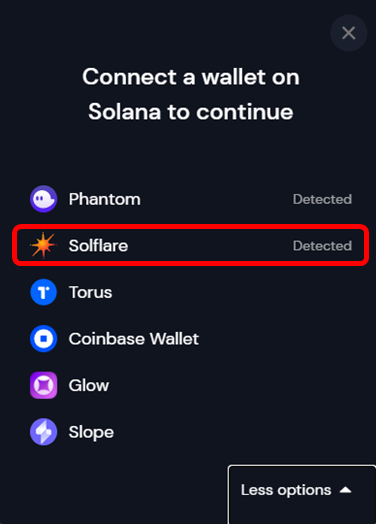 Connect a wallet on
Solana to continue
Phantom Detected
Solflare Detected
Torus
Coinbase Wallet
Glow
Slope
Less options